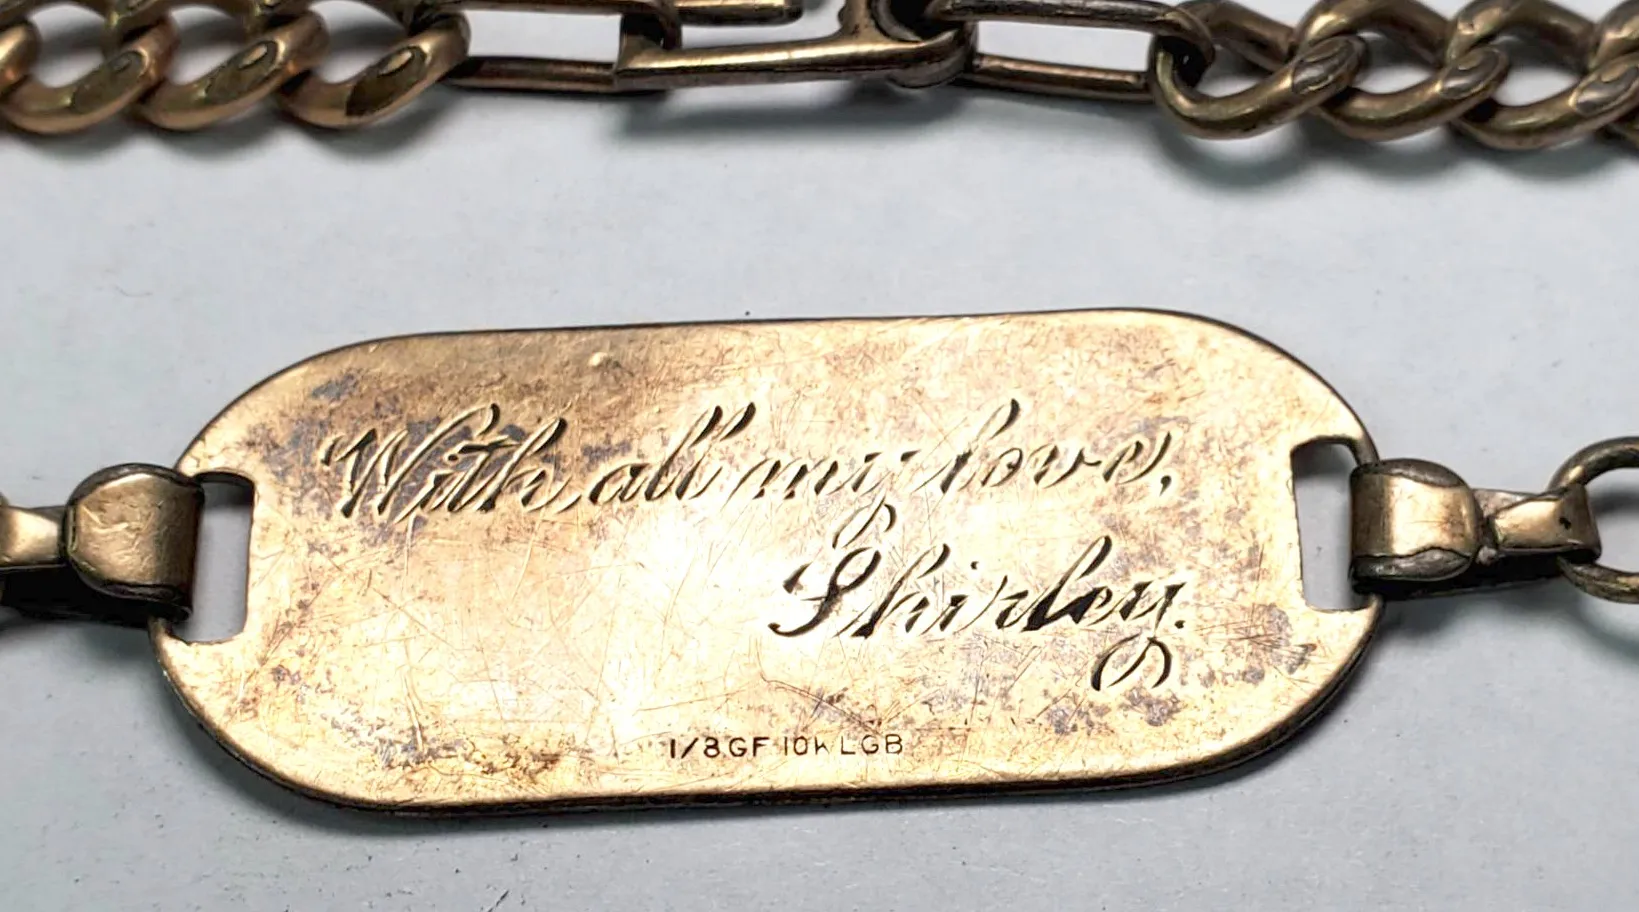 With all my love,
Shirley.
1/8 GF 10K LGB